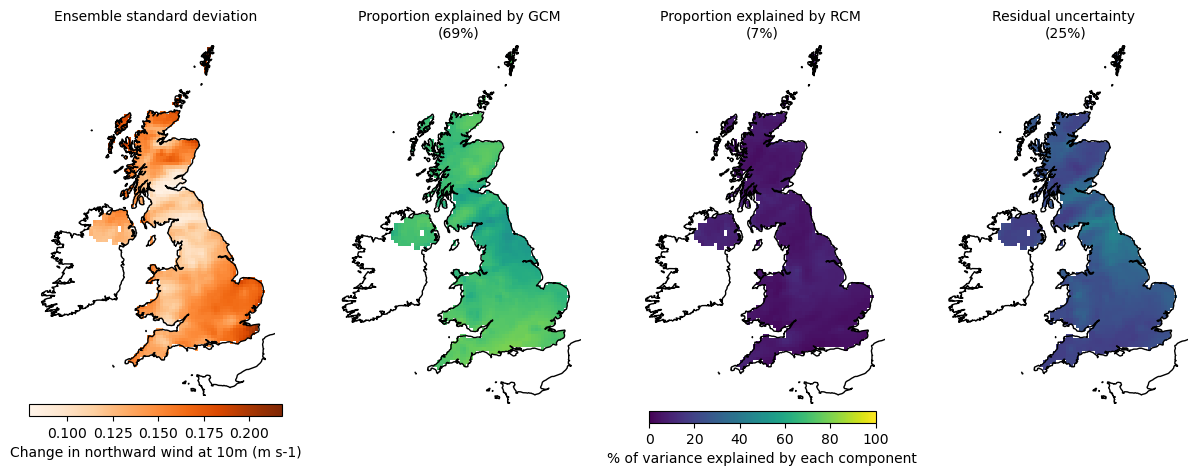 Ensemble standard deviation
Proportion explained by GCM
(69%)
Proportion explained by RCM
(7%)
Residual uncertainty
(25%)
0.100 0.125 0.150 0.175 0.200
Change in northward wind at 10m (m s-1)
0 20 40 60 80 100
% of variance explained by each component